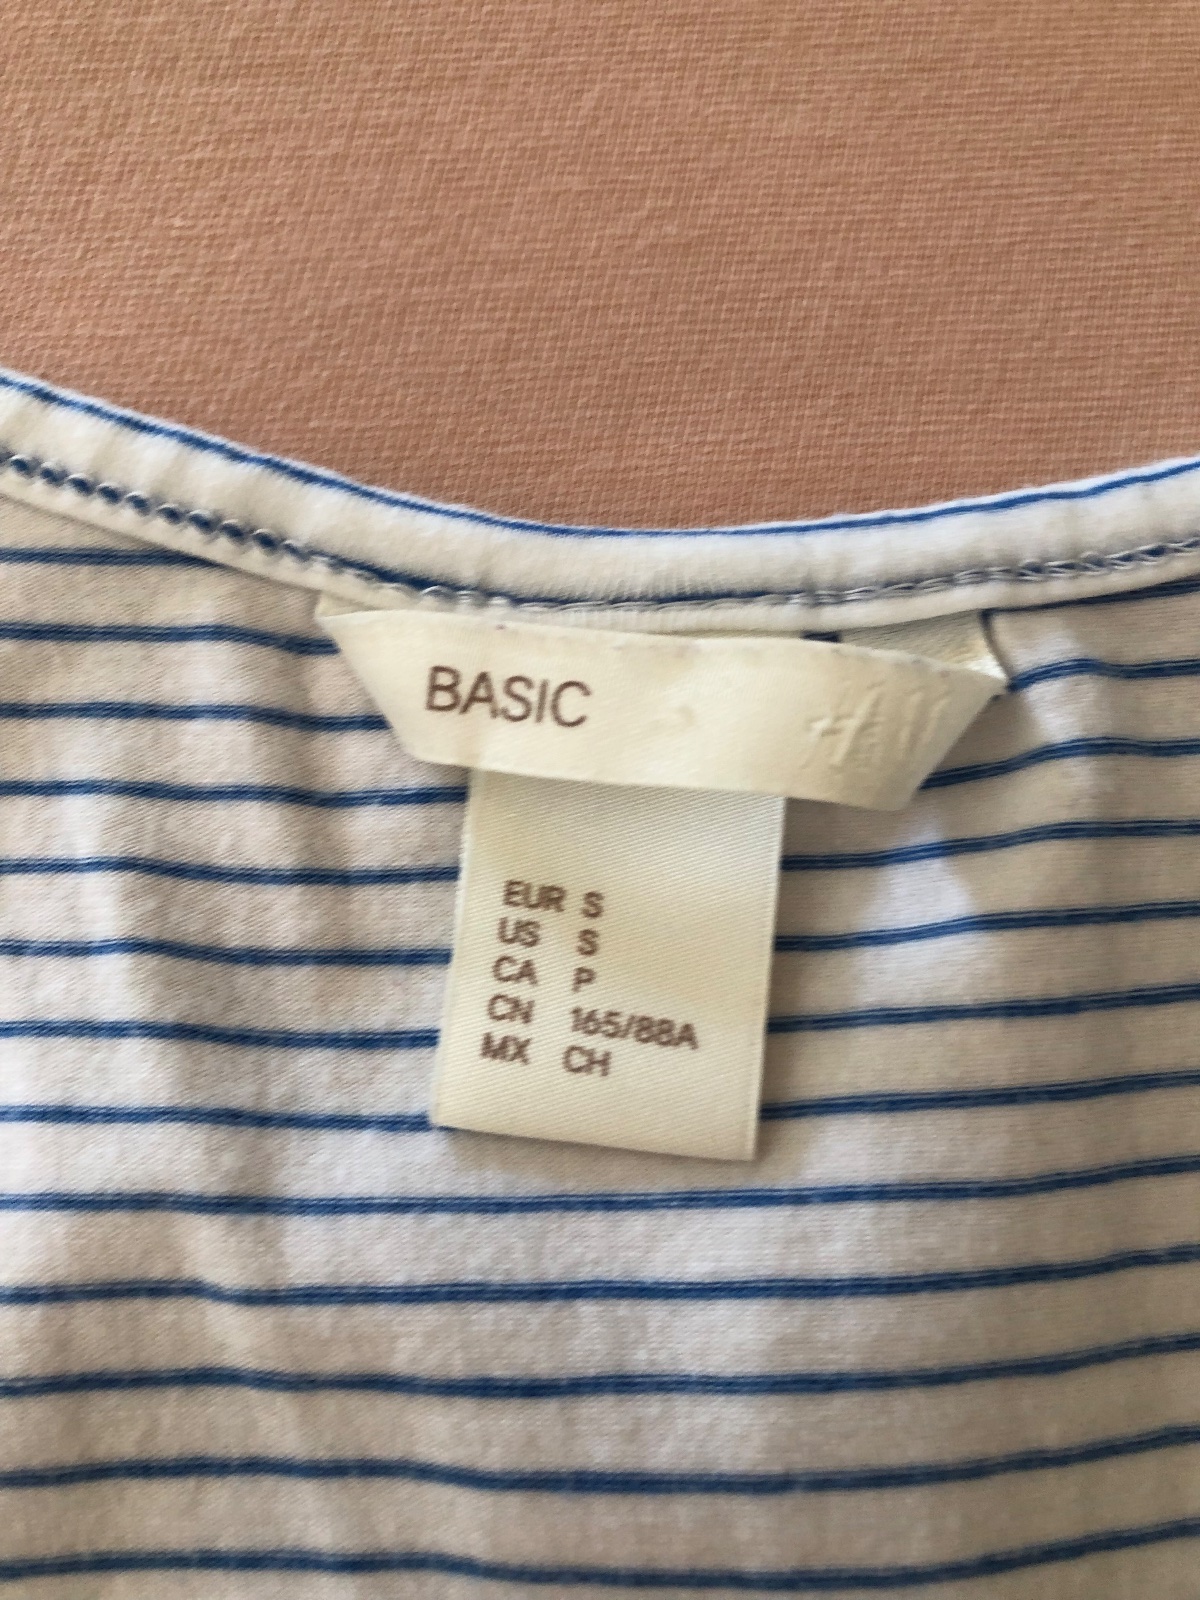 BASIC
EUR S
US S
CA P
CN 165/88A
MX CH